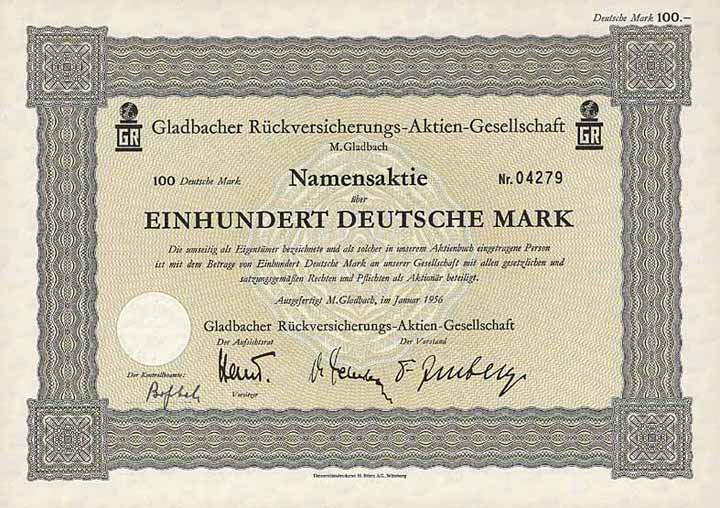 Deutsche Mark 100.–
GR
GR
Gladbacher Rückversicherungs-Aktien-Gesellschaft
M. Gladbach
100 Deutsche Mark
Namensaktie
Nr. 04279
über
EINHUNDERT DEUTSCHE MARK
Die umseitig als Eigentümer bezeichnete und als solcher in unserem Aktienbuch eingetragene Person
ist mit dem Betrage von Einhundert Deutsche Mark an unserer Gesellschaft mit allen gesetzlichen und
satzungsgemäßen Rechten und Pflichten als Aktionär beteiligt.
Ausgefertigt M. Gladbach, im Januar 1956
Gladbacher Rückversicherungs-Aktien-Gesellschaft
Der Aufsichtsrat
Der Vorstand
Der Kontrollbeamte:
Vorsitzer